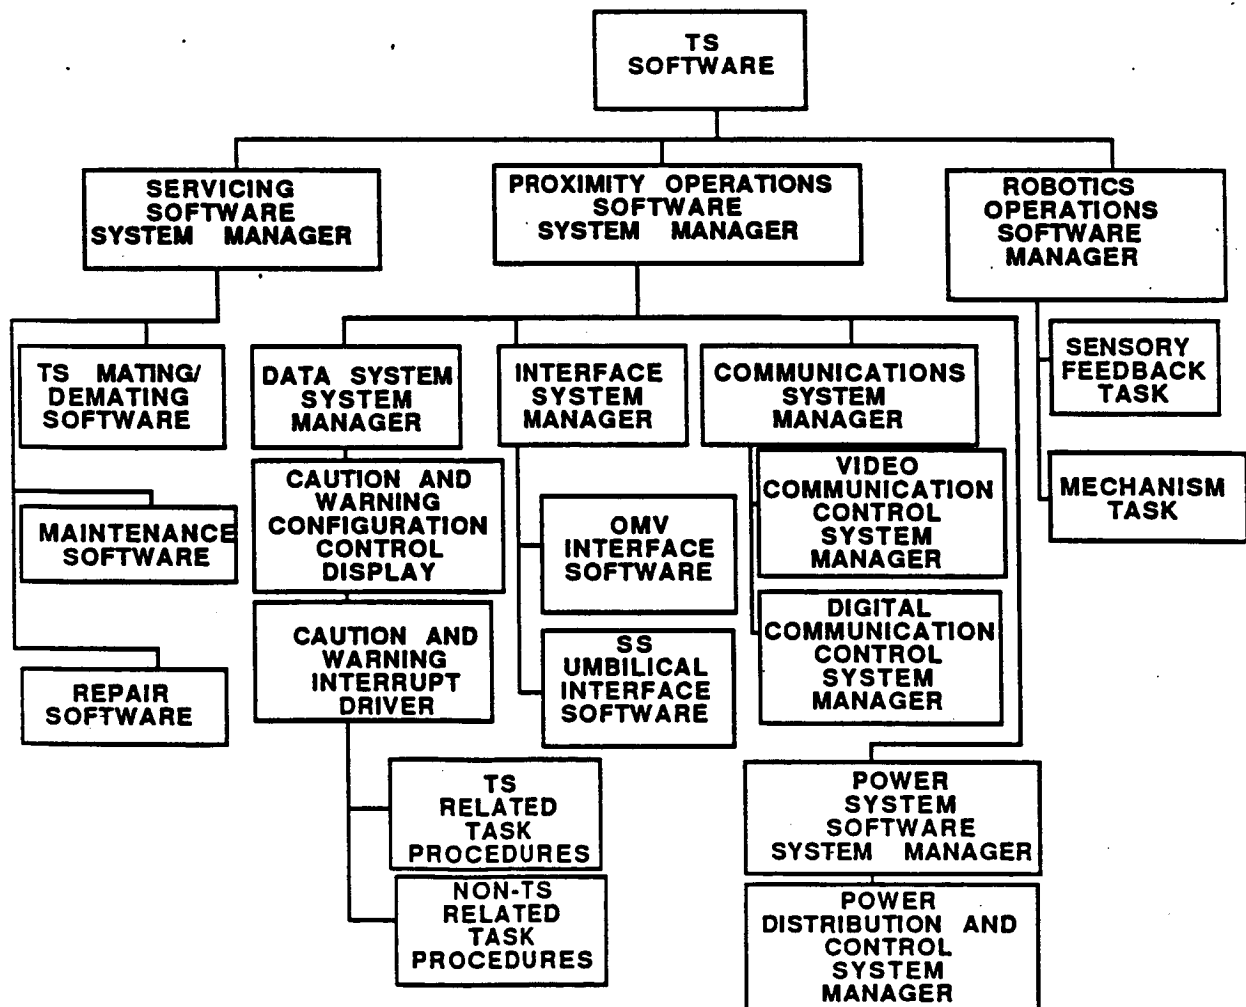 TS
SOFTWARE
SERVICING
SOFTWARE
SYSTEM MANAGER
PROXIMITY OPERATIONS
SOFTWARE
SYSTEM MANAGER
ROBOTICS
OPERATIONS
SOFTWARE
MANAGER
TS MATING/
DEMATING
SOFTWARE
DATA SYSTEM
SYSTEM
MANAGER
INTERFACE
SYSTEM
MANAGER
COMMUNICATIONS
SYSTEM
MANAGER
SENSORY
FEEDBACK
TASK
MAINTENANCE
SOFTWARE
CAUTION AND
WARNING
CONFIGURATION
CONTROL
DISPLAY
OMV
INTERFACE
SOFTWARE
VIDEO
COMMUNICATION
CONTROL
SYSTEM
MANAGER
MECHANISM
TASK
REPAIR
SOFTWARE
CAUTION AND
WARNING
INTERRUPT
DRIVER
SS
UMBILICAL
INTERFACE
SOFTWARE
DIGITAL
COMMUNICATION
CONTROL
SYSTEM
MANAGER
TS
RELATED
TASK
PROCEDURES
POWER
SYSTEM
SOFTWARE
SYSTEM MANAGER
NON-TS
RELATED
TASK
PROCEDURES
POWER
DISTRIBUTION AND
CONTROL
SYSTEM
MANAGER